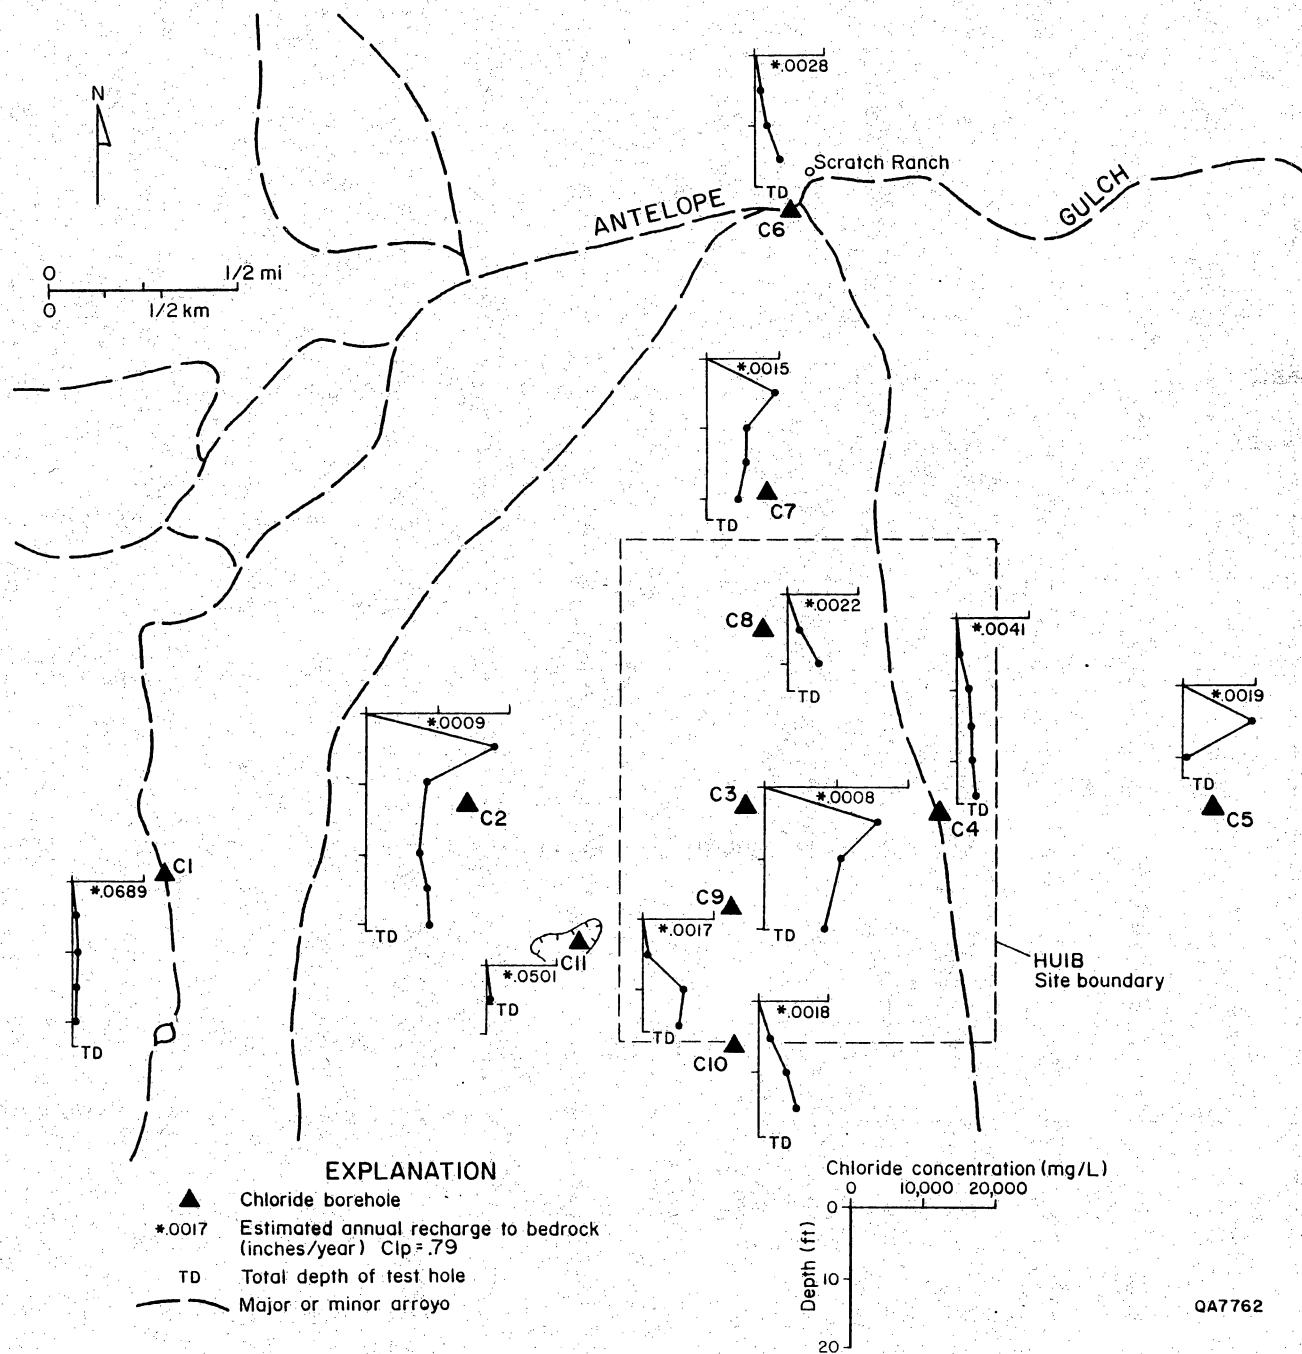 N
*.0028
Scratch Ranch
TD
ANTELOPE
GULCH
C6
0
1/2 mi
0
1/2 km
*.0015
C7
TD
C8
*.0022
TD
*.0041
TD
C4
*.0019
TD
C5
*.0009
C2
TD
C3
*.0008
TD
C1
*.0689
TD
C9
*.0017
TD
C11
*.0501
TD
HU1B
Site boundary
C10
*.0018
TD
EXPLANATION
Chloride borehole
*.0017 Estimated annual recharge to bedrock
(inches/year) Clp = .79
TD Total depth of test hole
Major or minor arroyo
Chloride concentration (mg/L)
0 10,000 20,000
0
Depth (ft)
10
20
QA7762